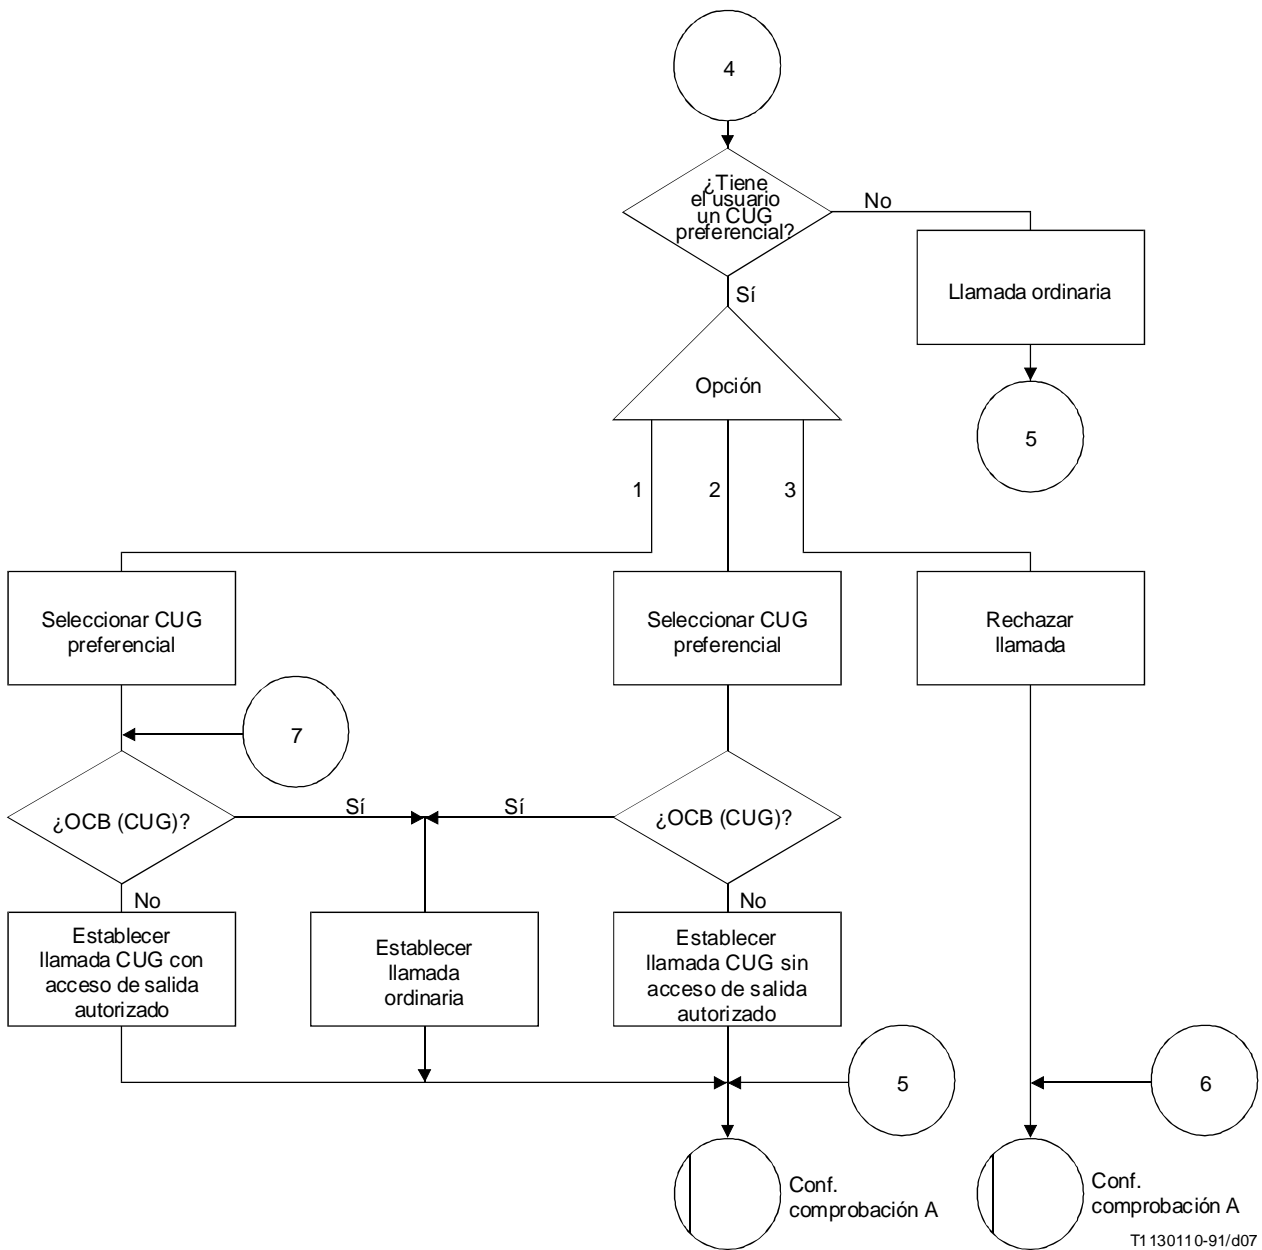 4
¿Tiene
el usuario
un CUG
preferencial?
No
Llamada ordinaria
Sí
Opción
5
1
2
3
Seleccionar CUG
preferencial
Seleccionar CUG
preferencial
Rechazar
llamada
7
¿OCB (CUG)?
Sí
Sí
¿OCB (CUG)?
No
No
Establecer
llamada CUG con
acceso de salida
autorizado
Establecer
llamada
ordinaria
Establecer
llamada CUG sin
acceso de salida
autorizado
5
6
Conf.
comprobación A
Conf.
comprobación A
T1130110-91/d07